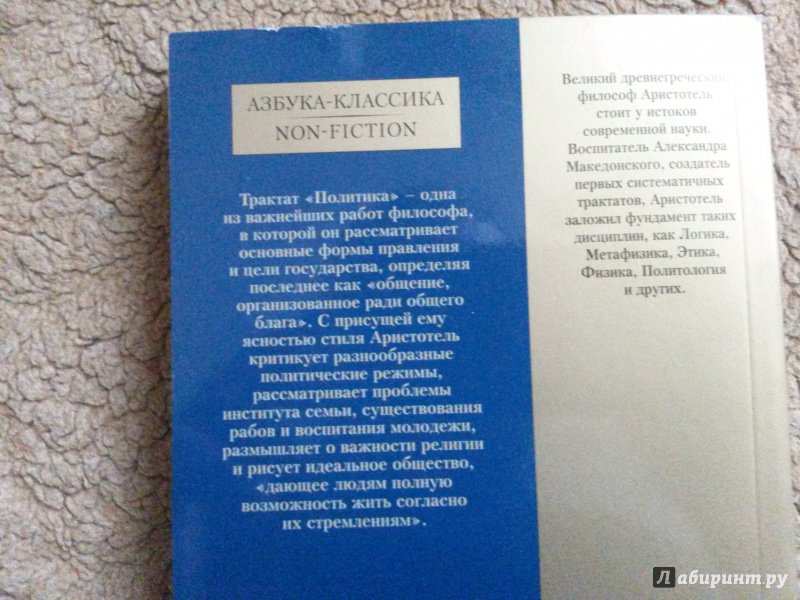 АЗБУКА-КЛАССИКА
NON-FICTION
Трактат «Политика» – одна
из важнейших работ философа,
в которой он рассматривает
основные формы правления
и цели государства, определяя
последнее как «общение,
организованное ради общего
блага». С присущей ему
ясностью стиля Аристотель
критикует разнообразные
политические режимы,
рассматривает проблемы
института семьи, существования
рабов и воспитания молодежи,
размышляет о важности религии
и рисует идеальное общество,
«дающее людям полную
возможность жить согласно
их стремлениям».
Великий древнегреческий
философ Аристотель
стоит у истоков
современной науки.
Воспитатель Александра
Македонского, создатель
первых систематичных
трактатов, Аристотель
заложил фундамент таких
дисциплин, как Логика,
Метафизика, Этика,
Физика, Политология
и других.
Лабиринт.ру